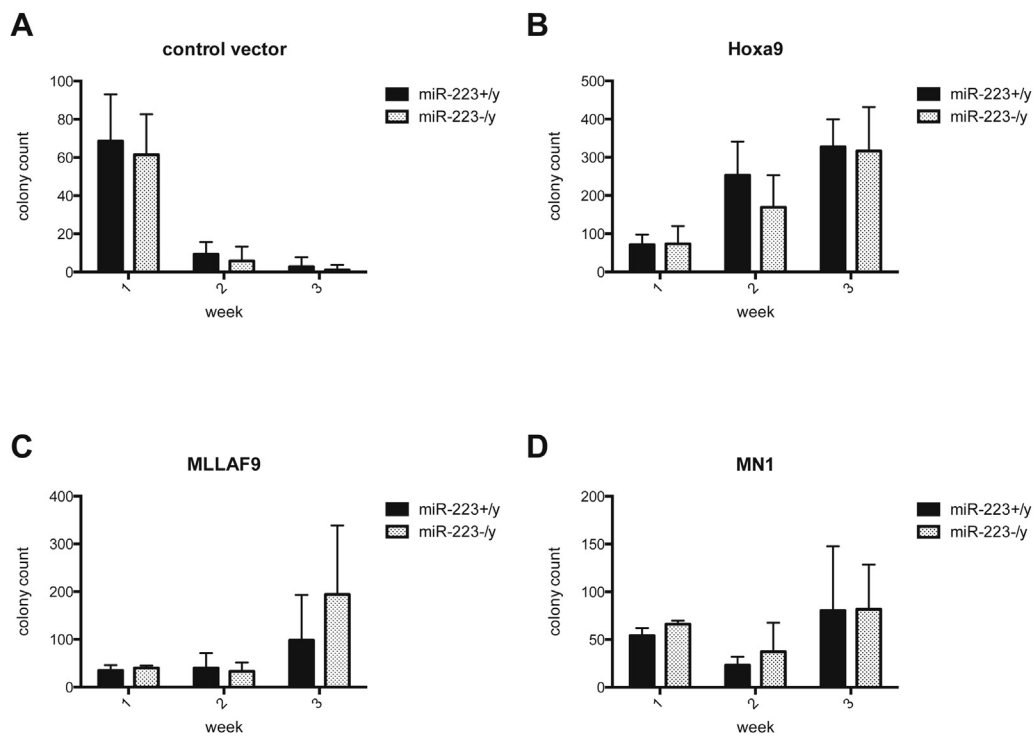 A
control vector
100
80
60
40
20
0
colony count
1
2
3
week
miR-223+/y
miR-223-/y
B
Hoxa9
500
400
300
200
100
0
colony count
1
2
3
week
miR-223+/y
miR-223-/y
C
MLLAF9
400
300
200
100
0
colony count
1
2
3
week
miR-223+/y
miR-223-/y
D
MN1
200
150
100
50
0
colony count
1
2
3
week
miR-223+/y
miR-223-/y